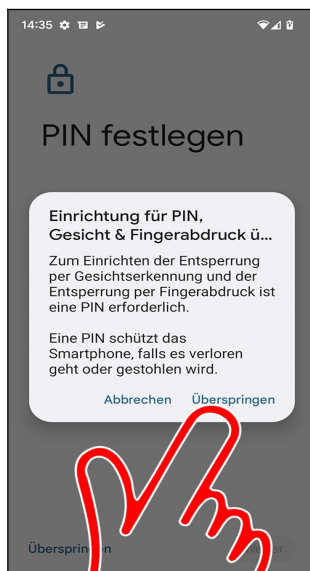 14:35
PIN festlegen
Einrichtung für PIN,
Gesicht & Fingerabdruck ü...
Zum Einrichten der Entsperrung
per Gesichtserkennung und der
Entsperrung per Fingerabdruck ist
eine PIN erforderlich.
Eine PIN schützt das
Smartphone, falls es verloren
geht oder gestohlen wird.
Abbrechen Überspringen